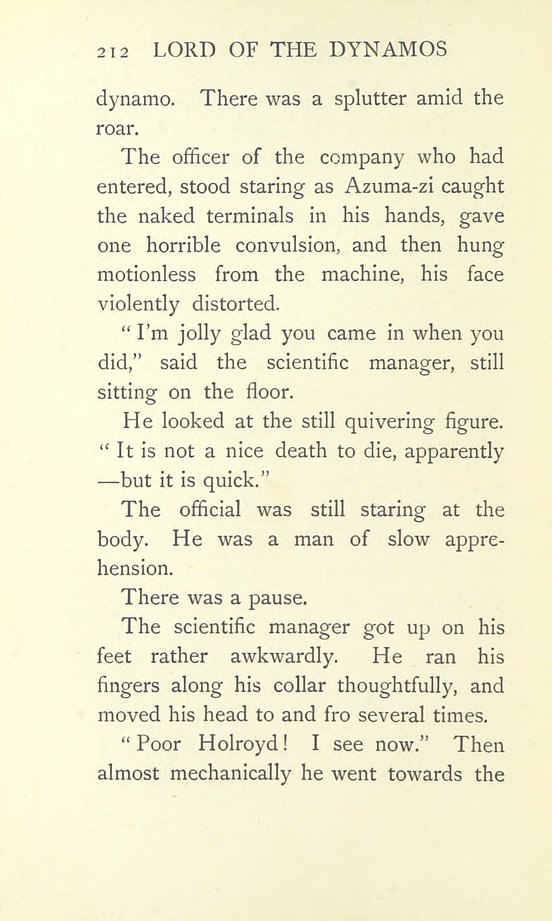 212 LORD OF THE DYNAMOS
dynamo. There was a splutter amid the
roar.
The officer of the company who had
entered, stood staring as Azuma-zi caught
the naked terminals in his hands, gave
one horrible convulsion, and then hung
motionless from the machine, his face
violently distorted.
“ I’m jolly glad you came in when you
did,” said the scientific manager, still
sitting on the floor.
He looked at the still quivering figure.
“ It is not a nice death to die, apparently
—but it is quick.”
The official was still staring at the
body. He was a man of slow appre-
hension.
There was a pause.
The scientific manager got up on his
feet rather awkwardly. He ran his
fingers along his collar thoughtfully, and
moved his head to and fro several times.
“ Poor Holroyd! I see now.” Then
almost mechanically he went towards the